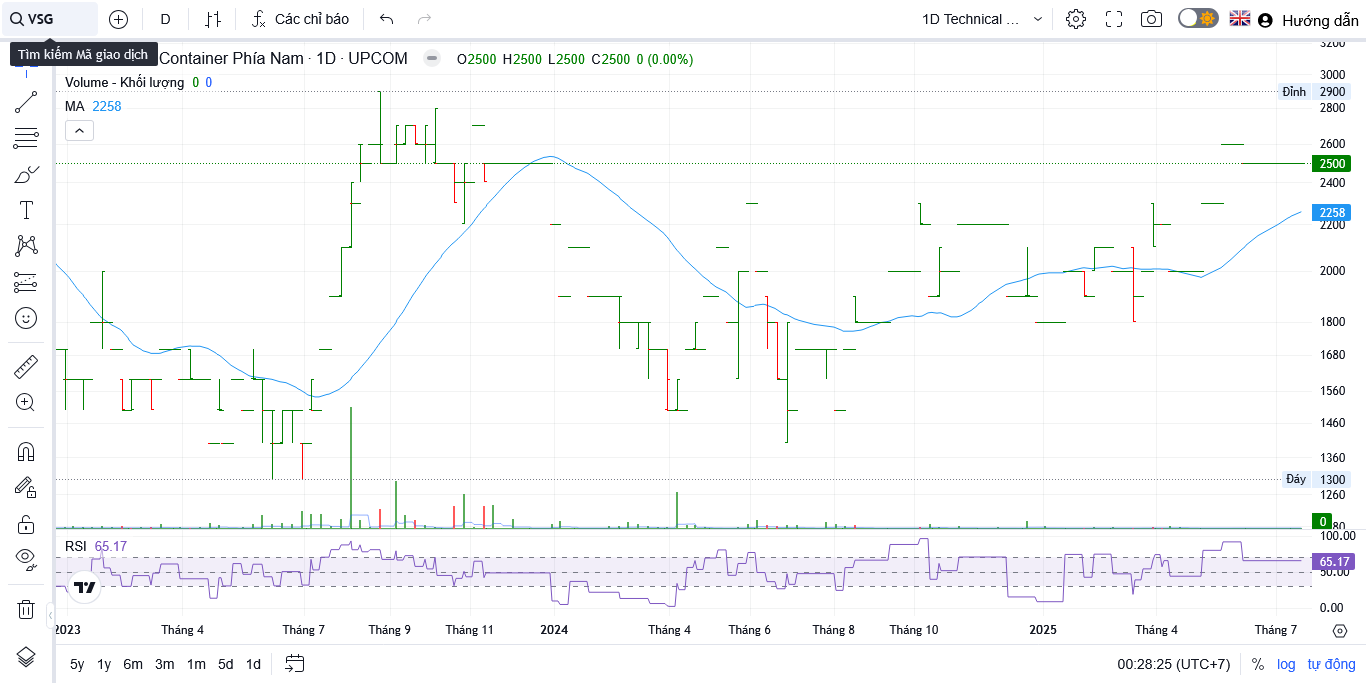 VSG
D
Các chỉ báo
1D Technical ...
Hướng dẫn
Tìm kiếm Mã giao dịch
Container Phía Nam · 1D · UPCOM
O2500 H2500 L2500 C2500 0 (0.00%)
Volume - Khối lượng 0 0
MA 2258
3200
3000
Đỉnh 2900
2800
2600
2500
2400
2258
2200
2000
1800
1680
1560
1460
1360
Đáy 1300
1260
0
80
RSI 65.17
100.00
65.17
50.00
0.00
2023 Tháng 4 Tháng 7 Tháng 9 Tháng 11 2024 Tháng 4 Tháng 6 Tháng 8 Tháng 10 2025 Tháng 4 Tháng 7
5y 1y 6m 3m 1m 5d 1d
00:28:25 (UTC+7) % log tự động